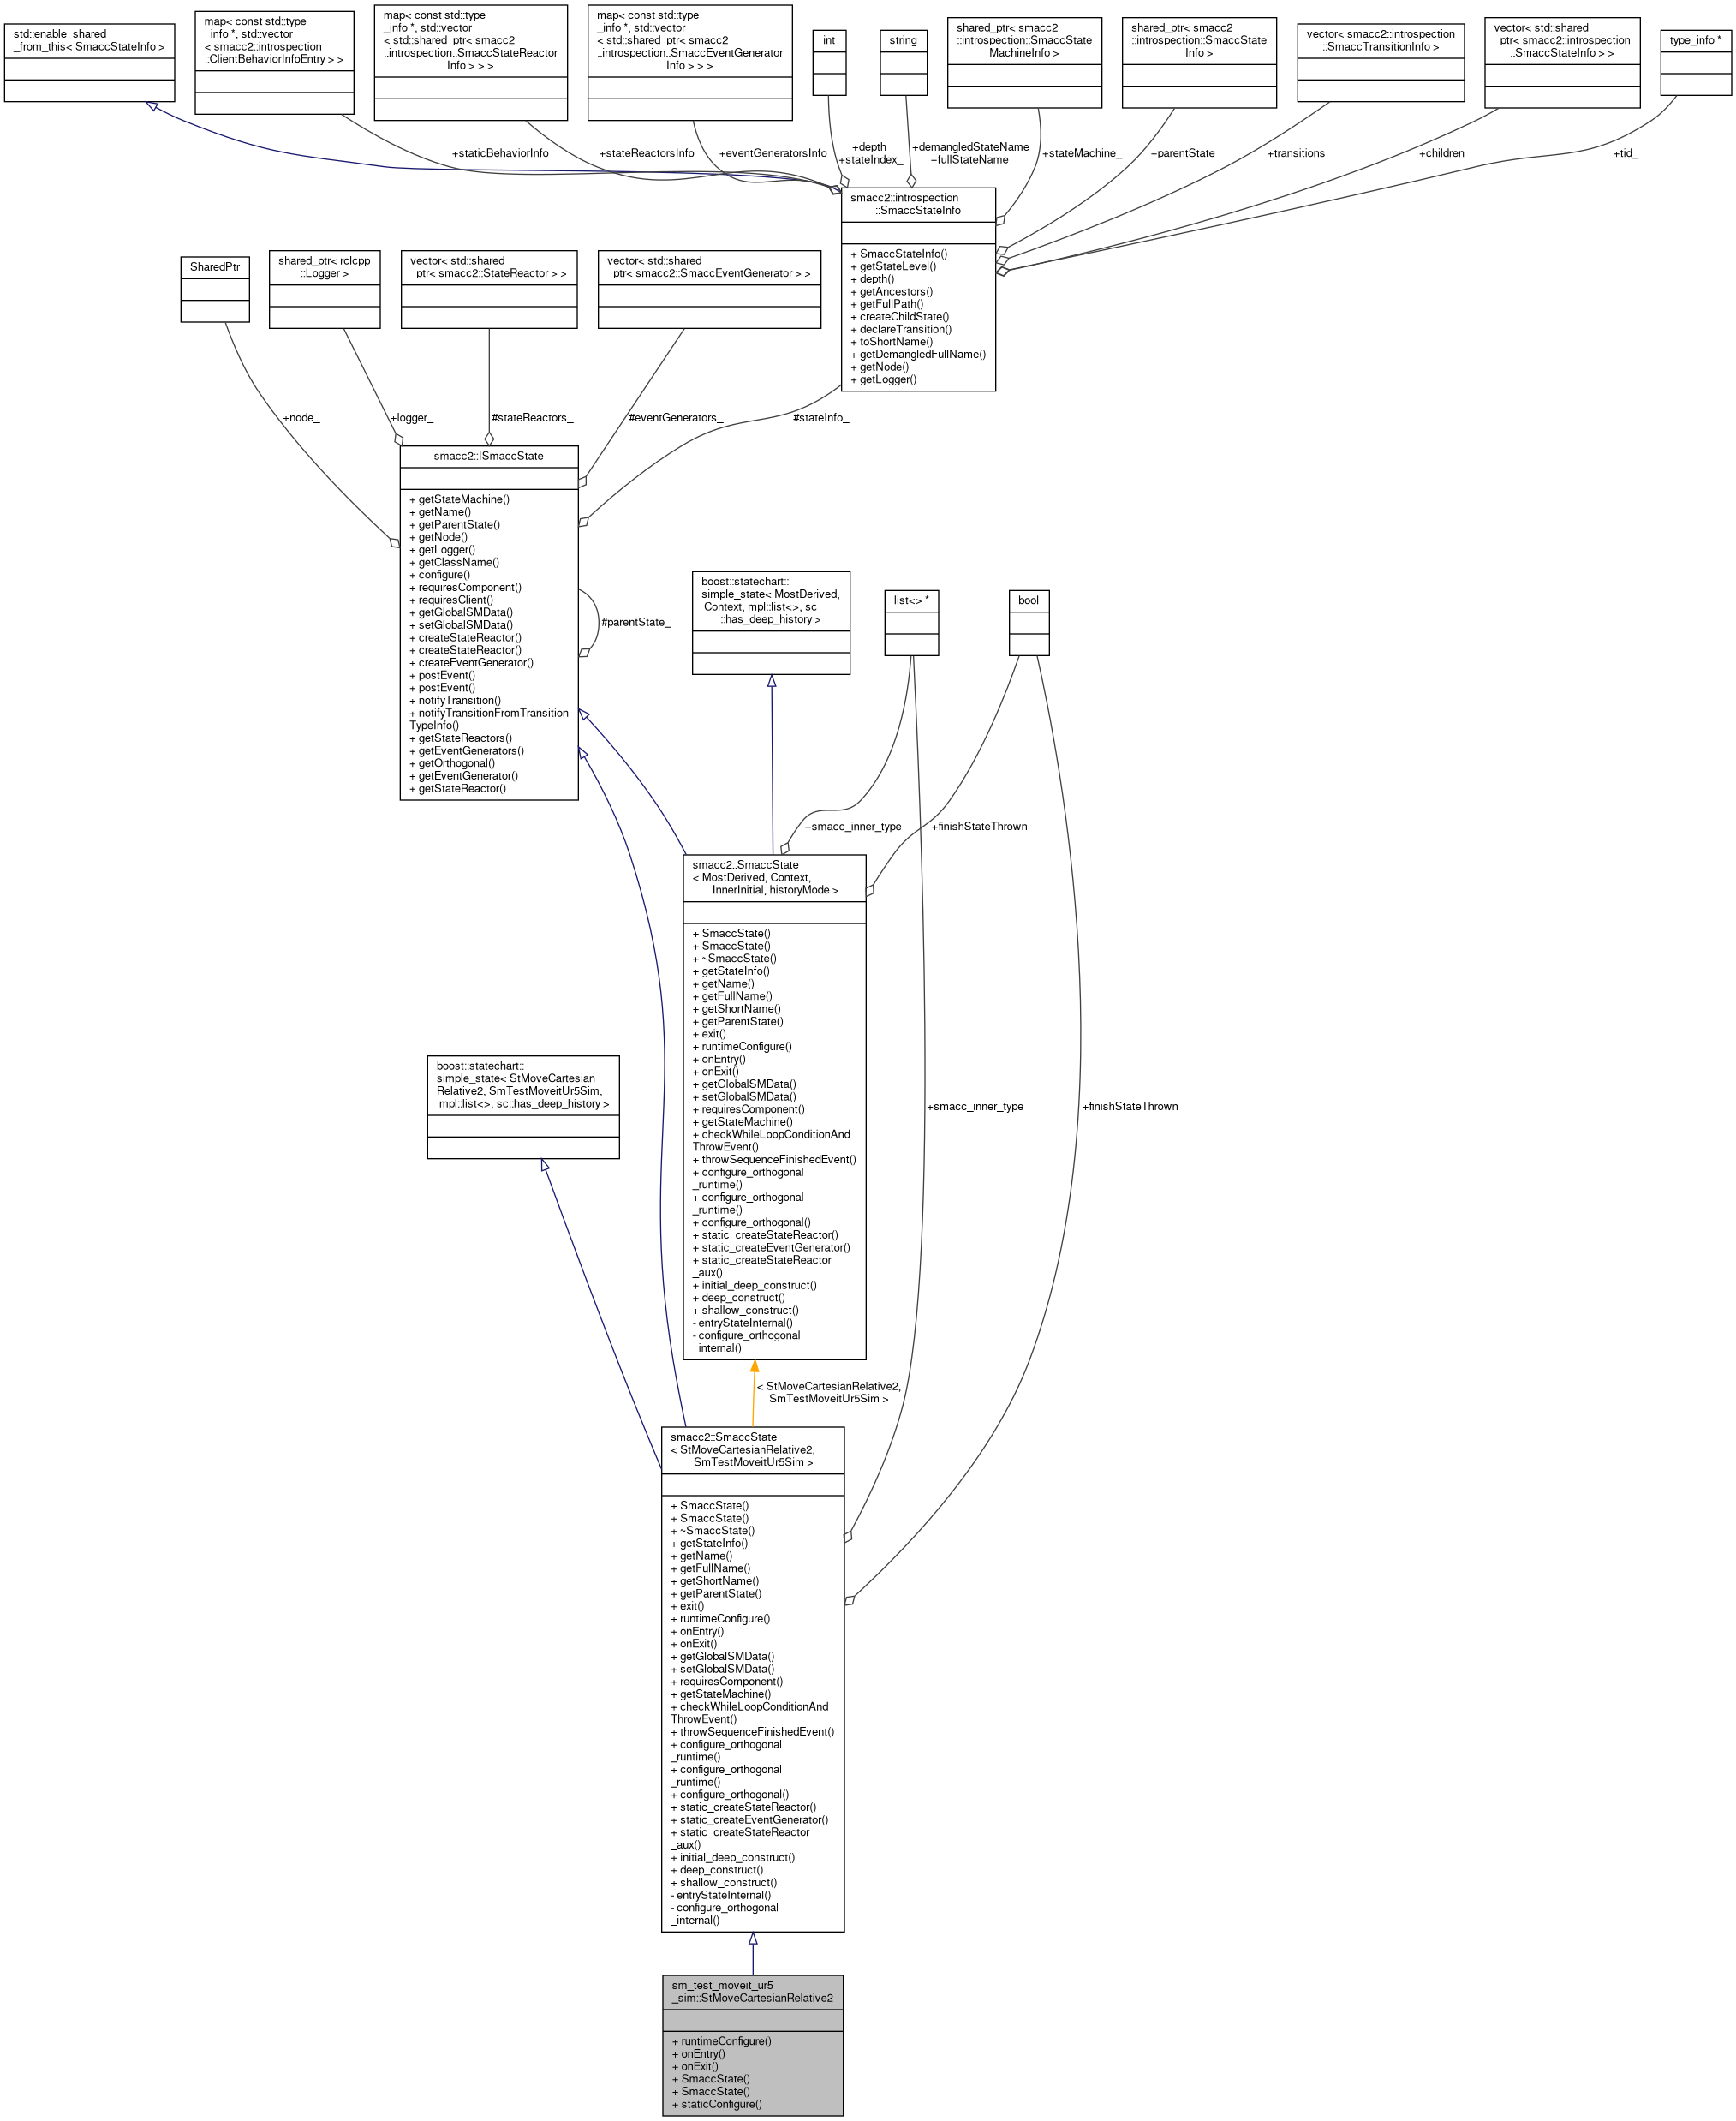 std::enable_shared
_from_this< SmaccStateInfo >
map< const std::type
_info *, std::vector
< smacc2::introspection
::ClientBehaviorInfoEntry > >
map< const std::type
_info *, std::vector
< std::shared_ptr< smacc2
::introspection::SmaccStateReactor
Info > > >
map< const std::type
_info *, std::vector
< std::shared_ptr< smacc2
::introspection::SmaccEventGenerator
Info > > >
int
string
shared_ptr< smacc2
::introspection::SmaccState
MachineInfo >
shared_ptr< smacc2
::introspection::SmaccState
Info >
vector< smacc2::introspection
::SmaccTransitionInfo >
vector< std::shared
_ptr< smacc2::introspection
::SmaccStateInfo > >
type_info *
+staticBehaviorInfo
+stateReactorsInfo
+eventGeneratorsInfo
+depth_
+stateIndex_
+demangledStateName
+fullStateName
+stateMachine_
+parentState_
+transitions_
+children_
+tid_
smacc2::introspection
::SmaccStateInfo
+ SmaccStateInfo()
+ getStateLevel()
+ depth()
+ getAncestors()
+ getFullPath()
+ createChildState()
+ declareTransition()
+ toShortName()
+ getDemangledFullName()
+ getNode()
+ getLogger()
SharedPtr
shared_ptr< rclcpp
::Logger >
vector< std::shared
_ptr< smacc2::StateReactor > >
vector< std::shared
_ptr< smacc2::SmaccEventGenerator > >
+node_
+logger_
#stateReactors_
#eventGenerators_
#stateInfo_
smacc2::ISmaccState
+ getStateMachine()
+ getName()
+ getParentState()
+ getNode()
+ getLogger()
+ getClassName()
+ configure()
+ requiresComponent()
+ requiresClient()
+ getGlobalSMData()
+ setGlobalSMData()
+ createStateReactor()
+ createStateReactor()
+ createEventGenerator()
+ postEvent()
+ postEvent()
+ notifyTransition()
+ notifyTransitionFromTransition
TypeInfo()
+ getStateReactors()
+ getEventGenerators()
+ getOrthogonal()
+ getEventGenerator()
+ getStateReactor()
#parentState_
boost::statechart::
simple_state< MostDerived,
Context, mpl::list<>, sc
::has_deep_history >
list<> *
bool
+smacc_inner_type
+finishStateThrown
smacc2::SmaccState
< MostDerived, Context,
InnerInitial, historyMode >
+ SmaccState()
+ SmaccState()
+ ~SmaccState()
+ getStateInfo()
+ getName()
+ getFullName()
+ getShortName()
+ getParentState()
+ exit()
+ runtimeConfigure()
+ onEntry()
+ onExit()
+ getGlobalSMData()
+ setGlobalSMData()
+ requiresComponent()
+ getStateMachine()
+ checkWhileLoopConditionAnd
ThrowEvent()
+ throwSequenceFinishedEvent()
+ configure_orthogonal
_runtime()
+ configure_orthogonal
_runtime()
+ configure_orthogonal()
+ static_createStateReactor()
+ static_createEventGenerator()
+ static_createStateReactor
_aux()
+ initial_deep_construct()
+ deep_construct()
+ shallow_construct()
- entryStateInternal()
- configure_orthogonal
_internal()
boost::statechart::
simple_state< StMoveCartesian
Relative2, SmTestMoveitUr5Sim,
mpl::list<>, sc::has_deep_history >
+smacc_inner_type
+finishStateThrown
< StMoveCartesianRelative2,
SmTestMoveitUr5Sim >
smacc2::SmaccState
< StMoveCartesianRelative2,
SmTestMoveitUr5Sim >
+ SmaccState()
+ SmaccState()
+ ~SmaccState()
+ getStateInfo()
+ getName()
+ getFullName()
+ getShortName()
+ getParentState()
+ exit()
+ runtimeConfigure()
+ onEntry()
+ onExit()
+ getGlobalSMData()
+ setGlobalSMData()
+ requiresComponent()
+ getStateMachine()
+ checkWhileLoopConditionAnd
ThrowEvent()
+ throwSequenceFinishedEvent()
+ configure_orthogonal
_runtime()
+ configure_orthogonal
_runtime()
+ configure_orthogonal()
+ static_createStateReactor()
+ static_createEventGenerator()
+ static_createStateReactor
_aux()
+ initial_deep_construct()
+ deep_construct()
+ shallow_construct()
- entryStateInternal()
- configure_orthogonal
_internal()
sm_test_moveit_ur5
_sim::StMoveCartesianRelative2
+ runtimeConfigure()
+ onEntry()
+ onExit()
+ SmaccState()
+ SmaccState()
+ staticConfigure()